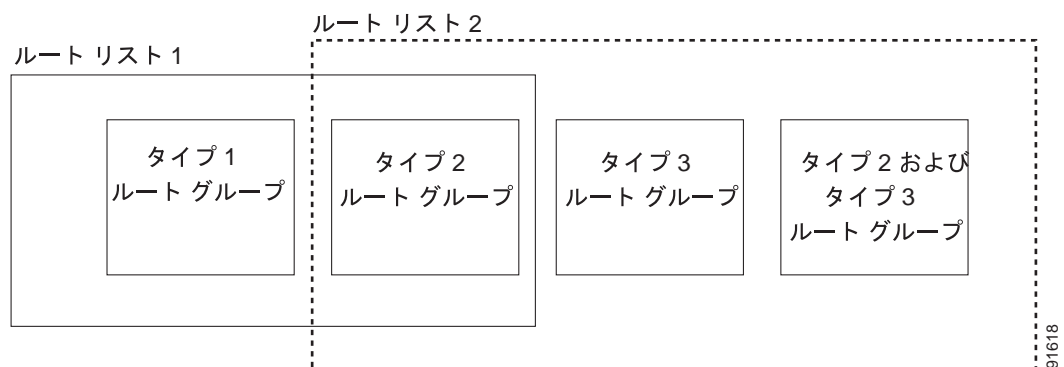 ルート リスト 2
ルート リスト 1
タイプ 1
ルート グループ
タイプ 2
ルート グループ
タイプ 3
ルート グループ
タイプ 2 および
タイプ 3
ルート グループ
91618